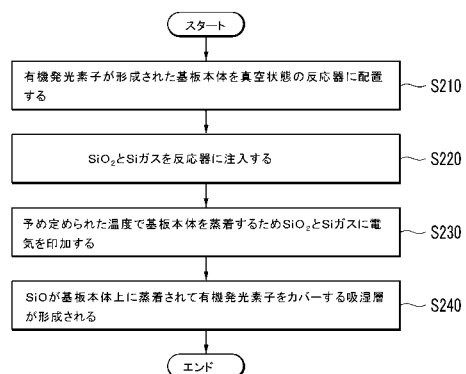 スタート
有機発光素子が形成された基板本体を真空状態の反応器に配置
する
S210
SiO₂とSiガスを反応器に注入する
S220
予め定められた温度で基板本体を蒸着するためSiO₂とSiガスに電
気を印加する
S230
SiOが基板本体上に蒸着されて有機発光素子をカバーする吸湿層
が形成される
S240
エンド